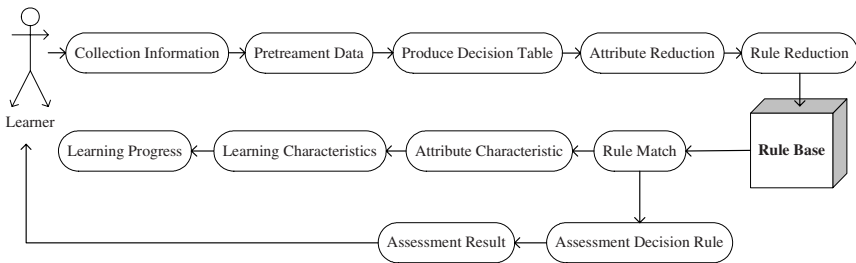 Collection Information
Pretreament Data
Produce Decision Table
Attribute Reduction
Rule Reduction
Learner
Learning Progress
Learning Characteristics
Attribute Characteristic
Rule Match
Rule Base
Assessment Result
Assessment Decision Rule